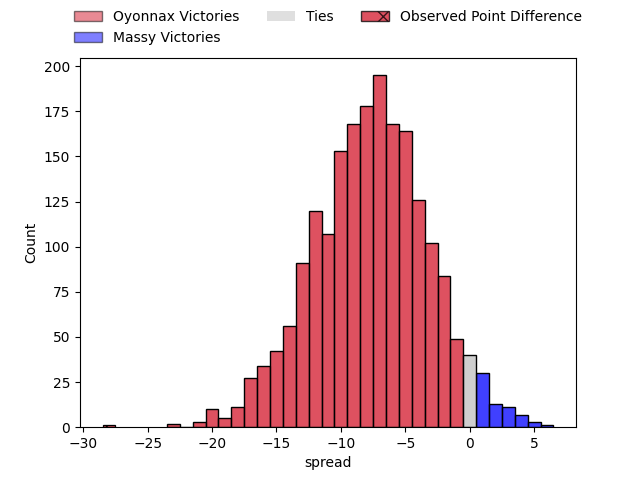 Oyonnax Victories
Massy Victories
Ties
Observed Point Difference
200
175
150
125
100
75
50
25
0
Count
−30 −25 −20 −15 −10 −5 0 5
spread